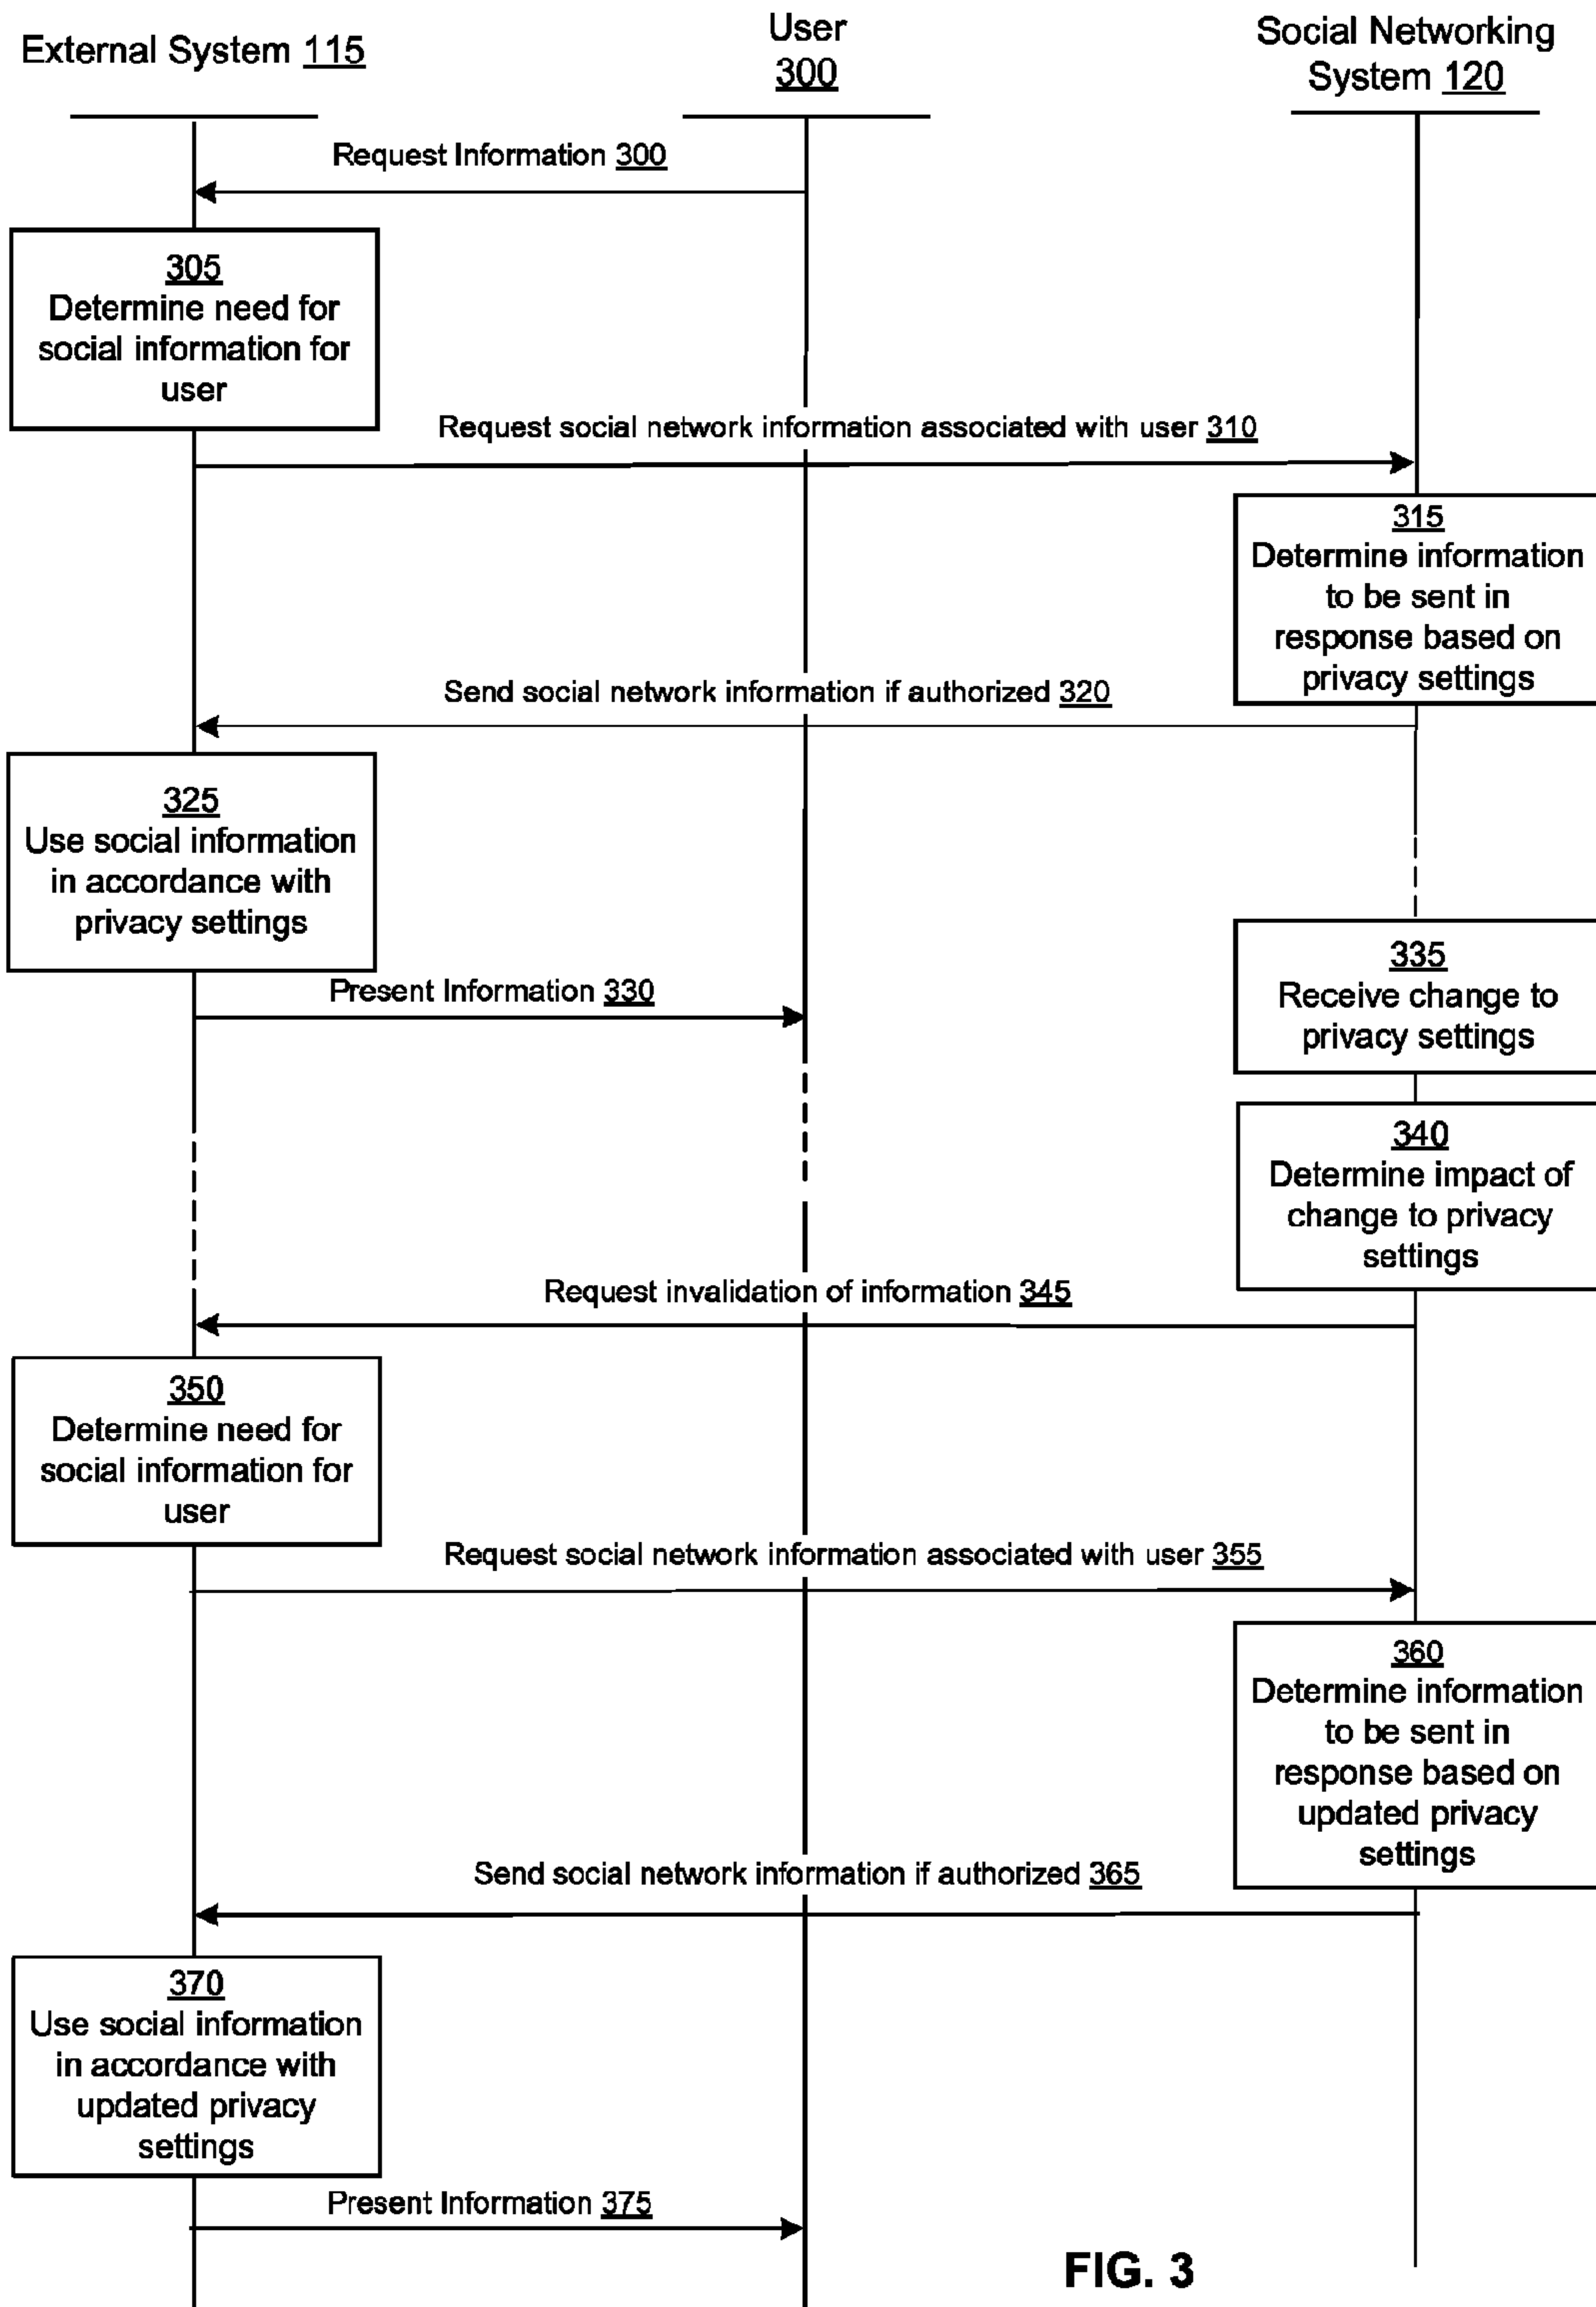 External System 115
User
300
Social Networking
System 120
Request Information 300
305
Determine need for
social information for
user
Request social network information associated with user 310
315
Determine information
to be sent in
response based on
privacy settings
Send social network information if authorized 320
325
Use social information
in accordance with
privacy settings
Present Information 330
335
Receive change to
privacy settings
340
Determine impact of
change to privacy
settings
Request invalidation of information 345
350
Determine need for
social information for
user
Request social network information associated with user 355
360
Determine information
to be sent in
response based on
updated privacy
settings
Send social network information if authorized 365
370
Use social information
in accordance with
updated privacy
settings
Present Information 375
FIG. 3